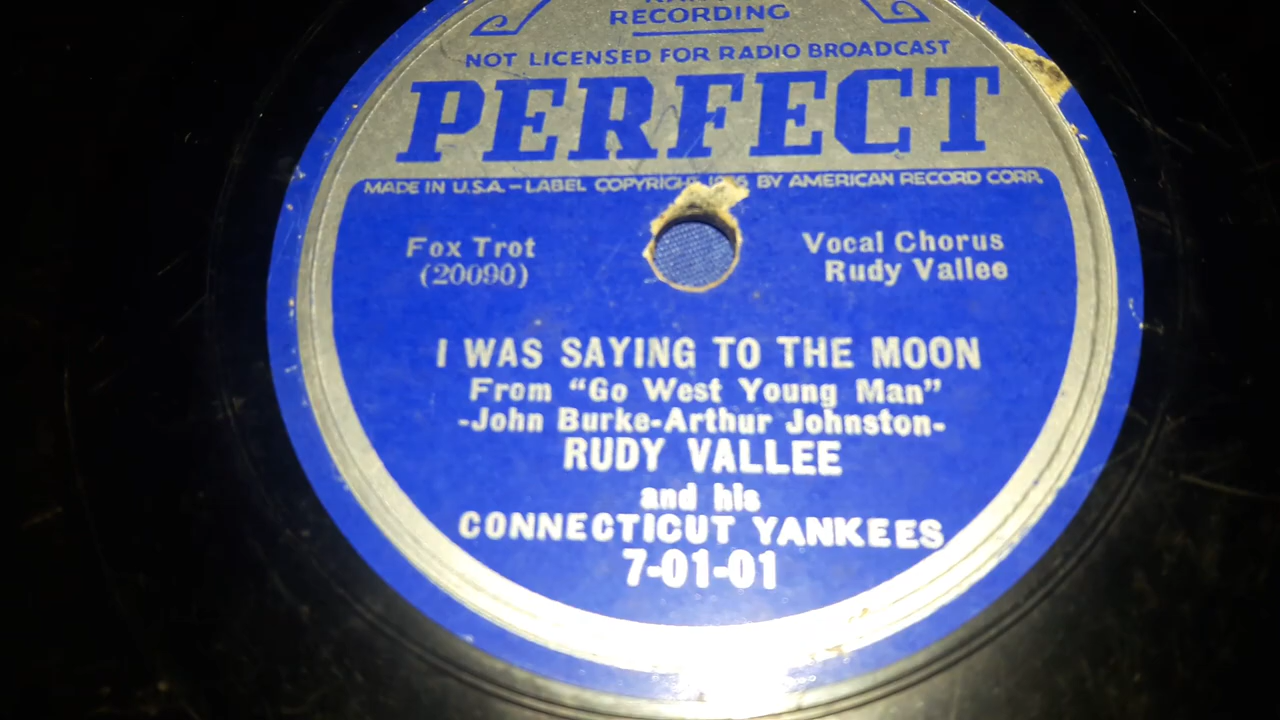 RECORDING
NOT LICENSED FOR RADIO BROADCAST
PERFECT
MADE IN U.S.A. – LABEL COPYRIGHT BY AMERICAN RECORD CORP.
Fox Trot
(20090)
Vocal Chorus
Rudy Vallee
I WAS SAYING TO THE MOON
From “Go West Young Man”
-John Burke-Arthur Johnston-
RUDY VALLEE
and his
CONNECTICUT YANKEES
7-01-01